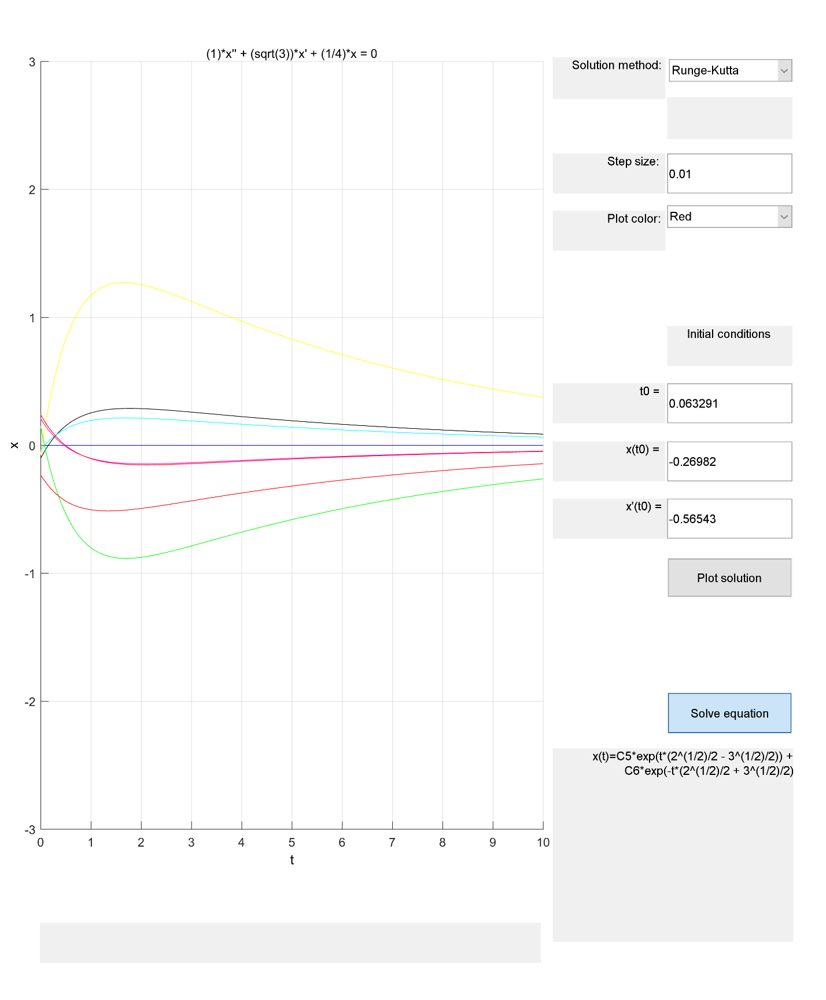 (1)*x'' + (sqrt(3))*x' + (1/4)*x = 0
3
2
1
0
-1
-2
-3
x
0 1 2 3 4 5 6 7 8 9 10
t
Solution method:
Runge-Kutta
Step size:
0.01
Plot color:
Red
Initial conditions
t0 =
0.063291
x(t0) =
-0.26982
x'(t0) =
-0.56543
Plot solution
Solve equation
x(t)=C5*exp(t*(2^(1/2)/2 - 3^(1/2)/2)) +
C6*exp(-t*(2^(1/2)/2 + 3^(1/2)/2)